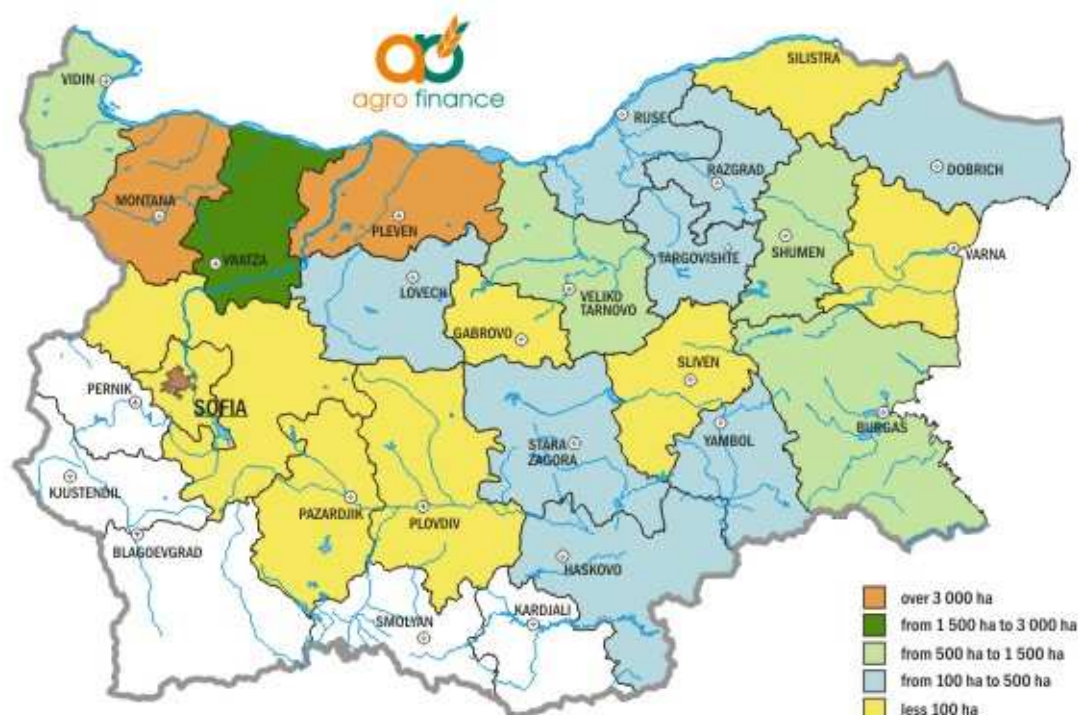 agro finance
VIDIN
SILISTRA
RUSE
RAZGRAD
DOBRICH
MONTANA
PLEVEN
VRATZA
TARGOVISHTE
SHUMEN
VARNA
LOVECH
VELIKO
TARNOVO
GABROVO
SLIVEN
PERNIK
SOFIA
BURGAS
YAMBOL
STARA
ZAGORA
KJUSTENDIL
PAZARDJIK
PLOVDIV
BLAGOEVGRAD
HASKOVO
KARDJALI
SMOLYAN
over 3 000 ha
from 1 500 ha to 3 000 ha
from 500 ha to 1 500 ha
from 100 ha to 500 ha
less 100 ha